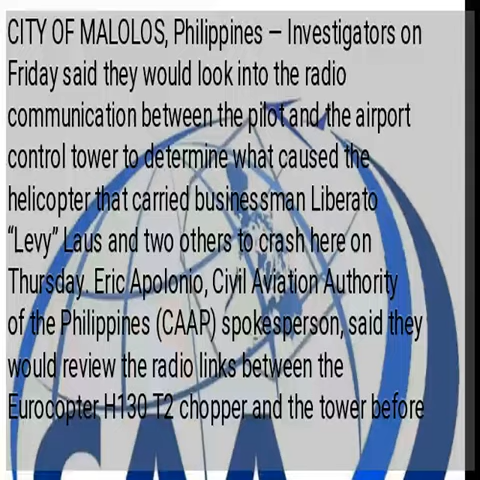 CITY OF MALOLOS, Philippines — Investigators on
Friday said they would look into the radio
communication between the pilot and the airport
control tower to determine what caused the
helicopter that carried businessman Liberato
“Levy” Laus and two others to crash here on
Thursday. Eric Apolonio, Civil Aviation Authority
of the Philippines (CAAP) spokesperson, said they
would review the radio links between the
Eurocopter H130 T2 chopper and the tower before
CAA